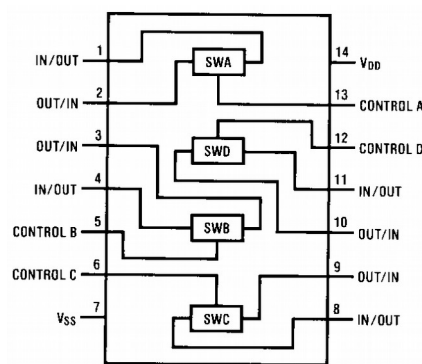 IN/OUT 1
OUT/IN 2
OUT/IN 3
IN/OUT 4
CONTROL B 5
CONTROL C 6
VSS 7
SWA
SWD
SWB
SWC
14 VDD
13 CONTROL A
12 CONTROL D
11 IN/OUT
10 OUT/IN
9 OUT/IN
8 IN/OUT